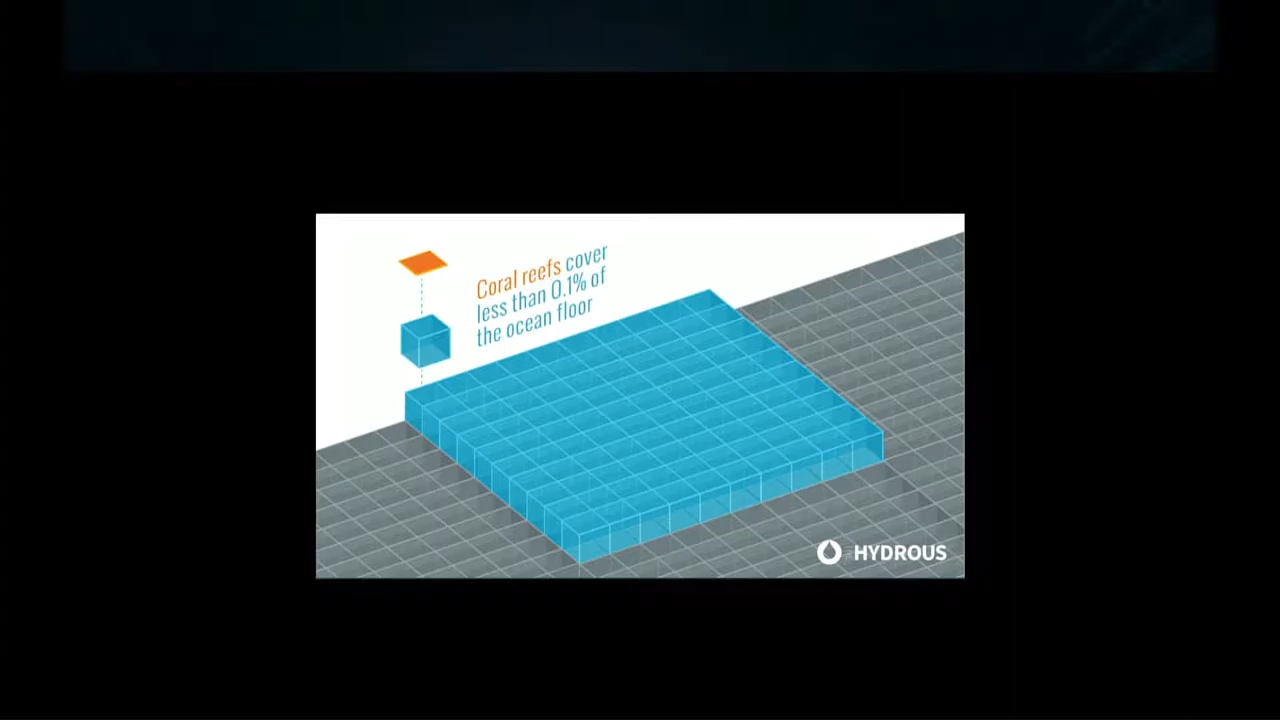 Coral reefs cover
less than 0.1% of
the ocean floor
HYDROUS